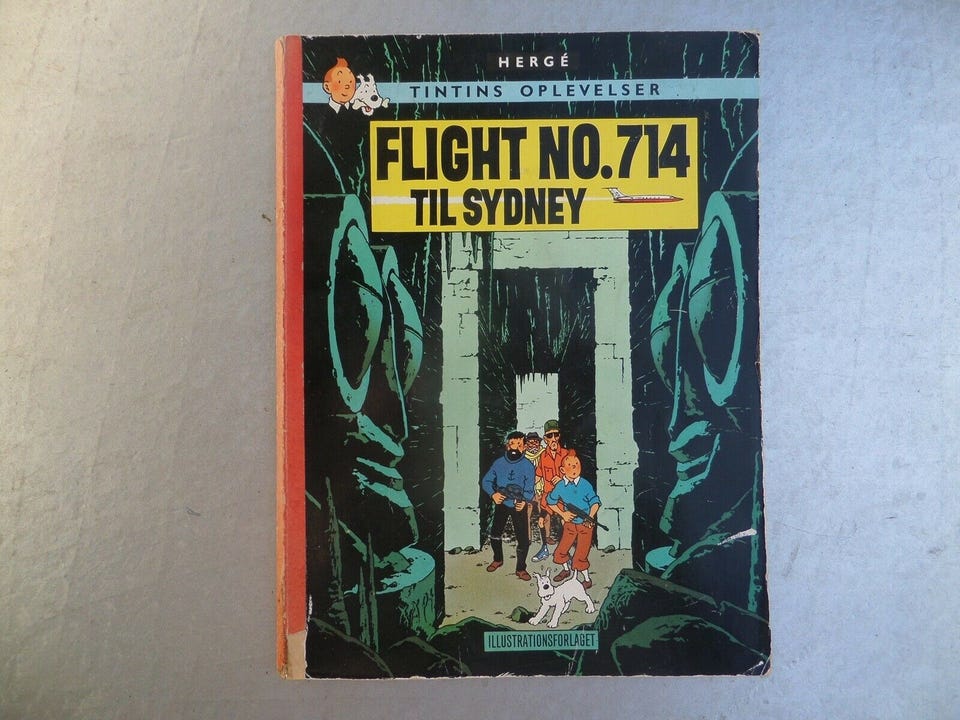 HERGÉ
TINTINS OPLEVELSER
FLIGHT NO.714
TIL SYDNEY
ILLUSTRATIONSFORLAGET